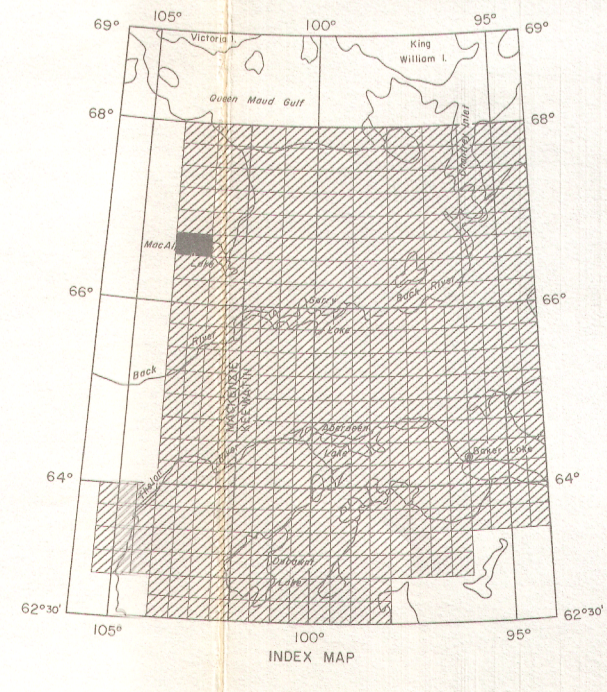 105° 100° 95°
69° 69°
Victoria I.
King
William I.
Queen Maud Gulf
68° 68°
Chantrey Inlet
MacAl
Lake
66° 66°
Garry
Lake
Back River
River
Back
MACKENZIE
KEEWATIN
Aberdeen
Lake
Baker Lake
River
Thelon
64° 64°
Dubawnt
Lake
62°30' 62°30'
105° 100° 95°
INDEX MAP